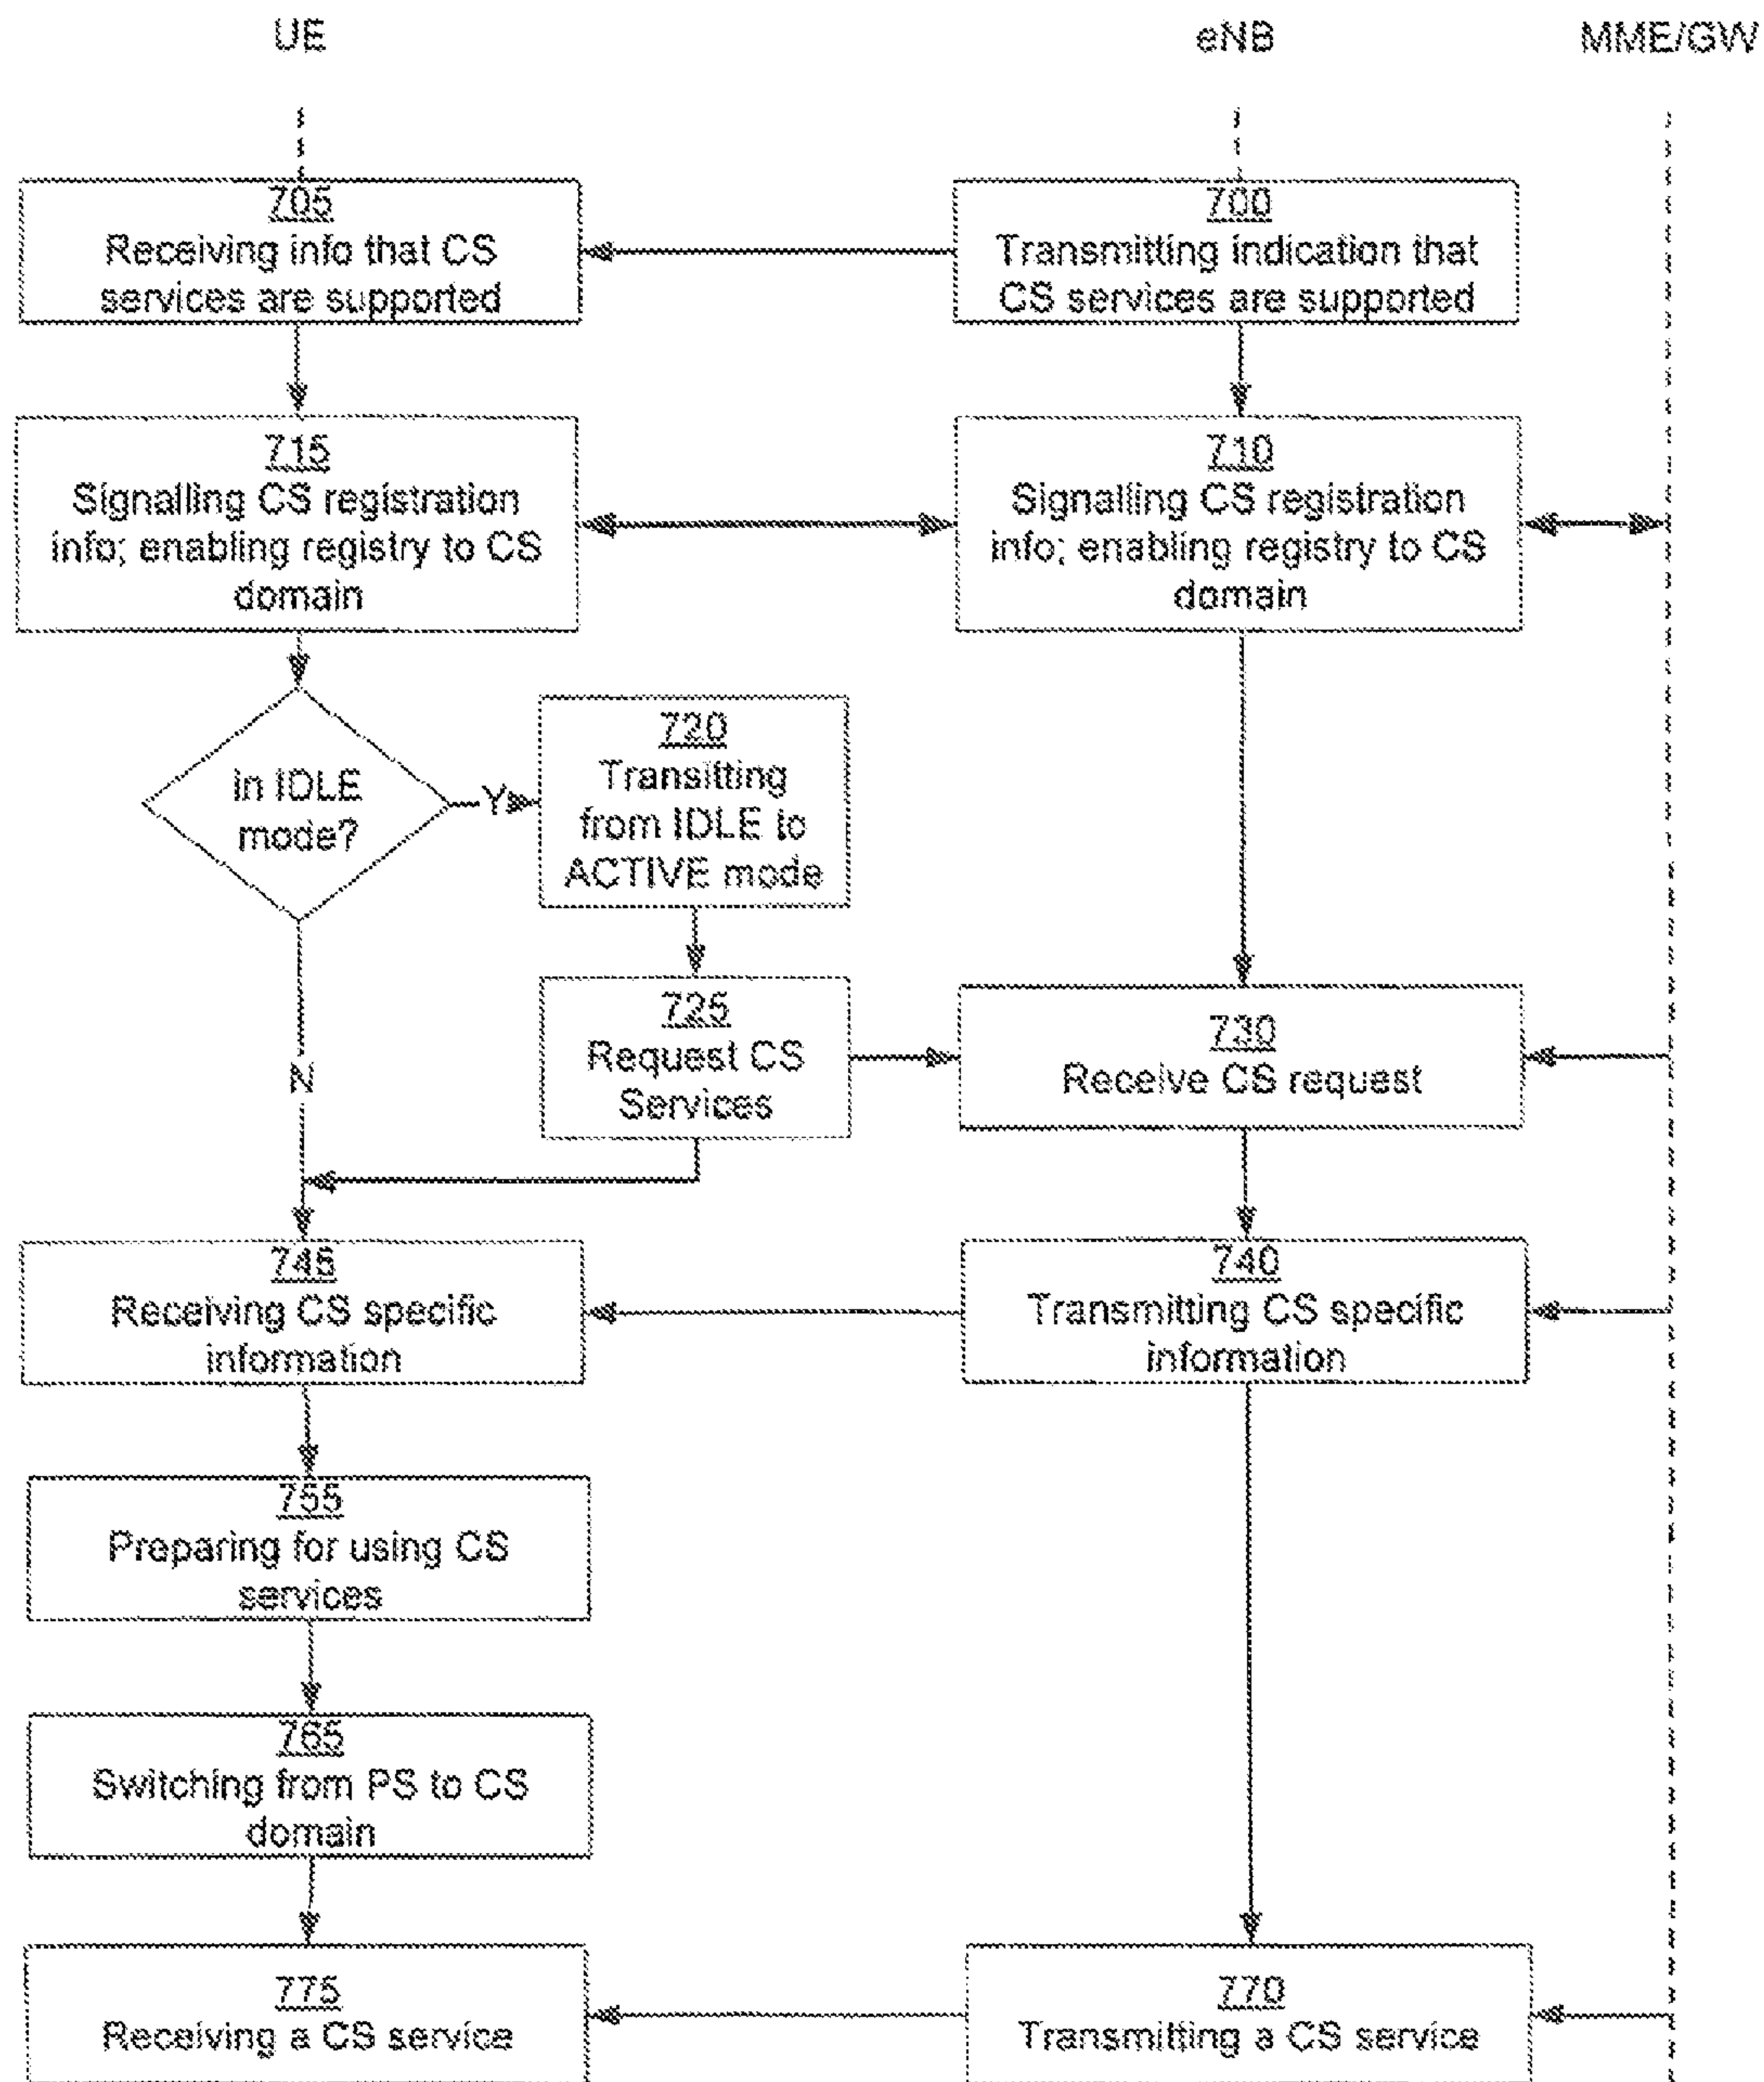 UE
eNB
MME/GW
705
Receiving info that CS
services are supported
700
Transmitting indication that
CS services are supported
715
Signalling CS registration
info; enabling registry to CS
domain
710
Signalling CS registration
info; enabling registry to CS
domain
in IDLE
mode?
Y
720
Transitting
from IDLE to
ACTIVE mode
N
725
Request CS
Services
730
Receive CS request
745
Receiving CS specific
information
740
Transmitting CS specific
information
755
Preparing for using CS
services
765
Switching from PS to CS
domain
775
Receiving a CS service
770
Transmitting a CS service